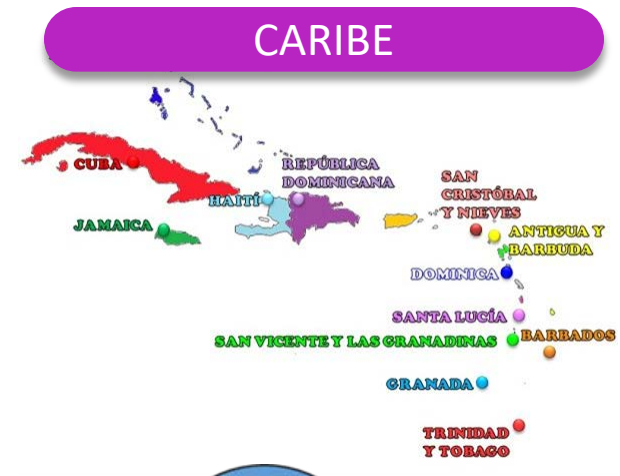 CARIBE
CUBA
REPÚBLICA
DOMINICANA
SAN
CRISTÓBAL
Y NIEVES
HAITÍ
JAMAICA
ANTIGUA Y
BARBUDA
DOMINICA
SANTA LUCÍA
SAN VICENTE Y LAS GRANADINAS
BARBADOS
GRANADA
TRINIDAD
Y TOBAGO